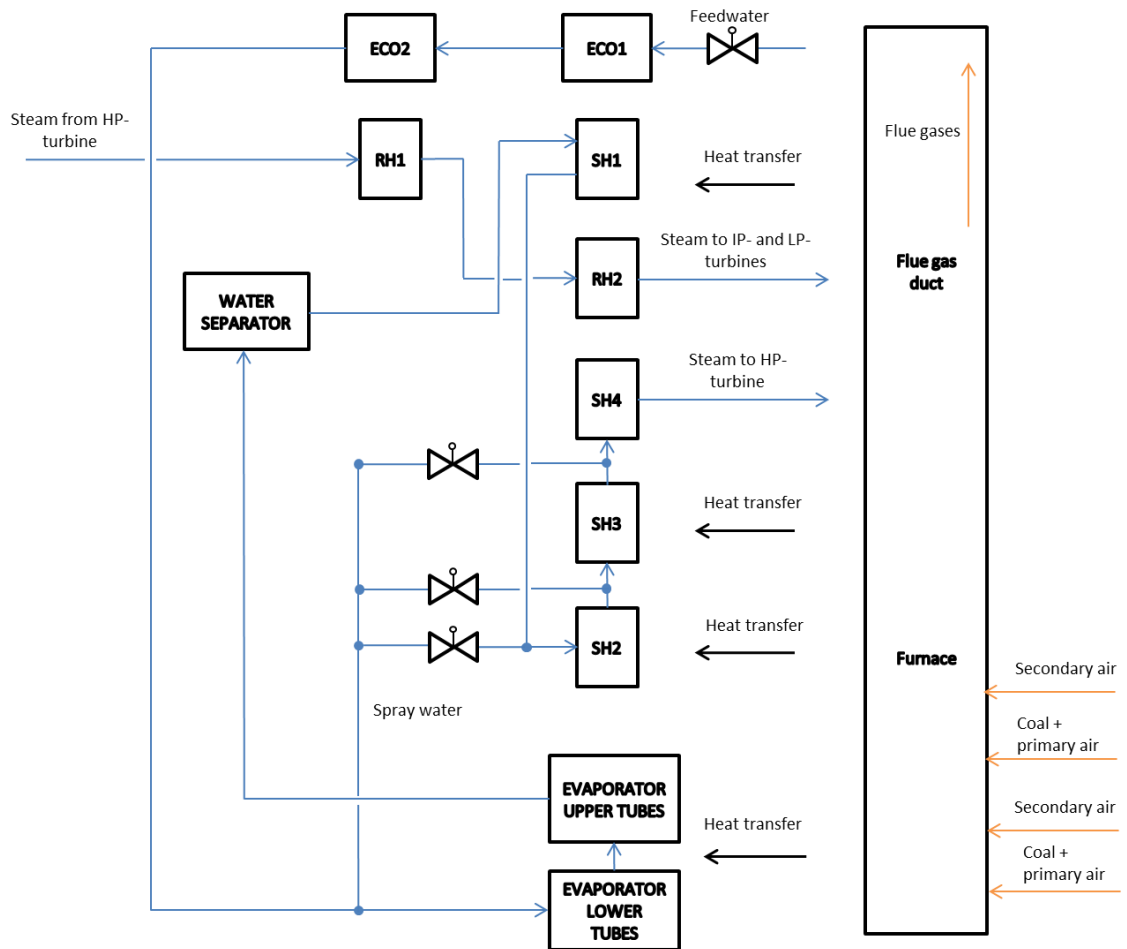 Feedwater
ECO2
ECO1
Steam from HP-
turbine
RH1
SH1
Heat transfer
Flue gases
Steam to IP- and LP-
turbines
RH2
Flue gas
duct
WATER
SEPARATOR
Steam to HP-
turbine
SH4
Heat transfer
SH3
Heat transfer
SH2
Furnace
Secondary air
Spray water
Coal +
primary air
EVAPORATOR
UPPER TUBES
Heat transfer
Secondary air
Coal +
primary air
EVAPORATOR
LOWER
TUBES